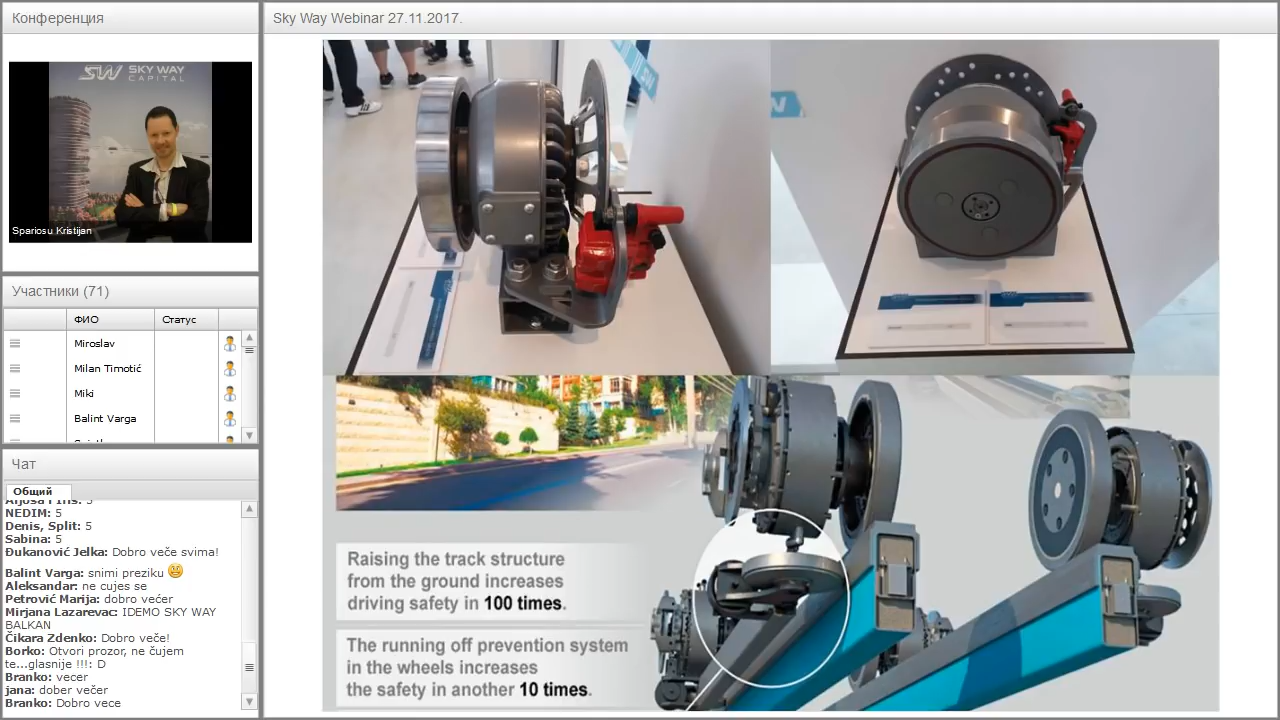 Конференция
SW SKY WAY
CAPITAL
Spariosu Kristijan
Участники (71)
ФИО
Статус
Miroslav
Milan Timotić
Miki
Balint Varga
Чат
Общий
NEDIM: 5
Denis, Split: 5
Sabina: 5
Đukanović Jelka: Dobro veče svima!
Balint Varga: snimi preziku
Aleksandar: ne cujes se
Petrović Marija: dobro večer
Mirjana Lazarevac: IDEMO SKY WAY
BALKAN
Čikara Zdenko: Dobro veče!
Borko: Otvori prozor, ne čujem
te...glasnije !!!: D
Branko: vecer
jana: dober večer
Branko: Dobro vece
Sky Way Webinar 27.11.2017.
SW
Raising the track structure
from the ground increases
driving safety in 100 times.
The running off prevention system
in the wheels increases
the safety in another 10 times.